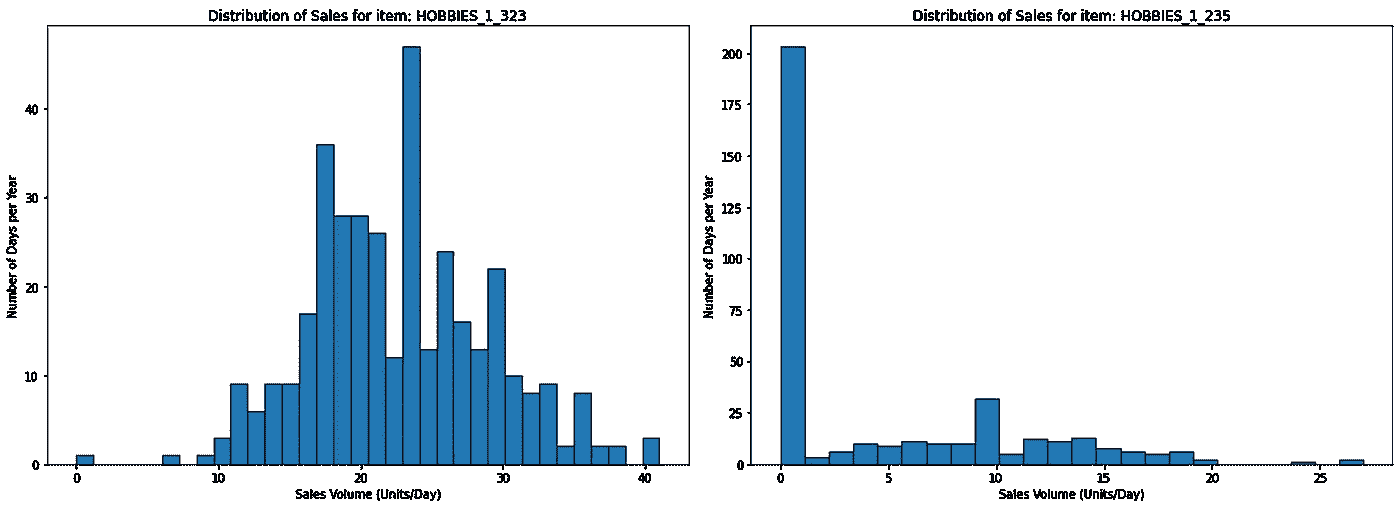 Distribution of Sales for item: HOBBIES_1_323
Number of Days per Year
40
30
20
10
0
0 10 20 30 40
Sales Volume (Units/Day)
Distribution of Sales for item: HOBBIES_1_235
Number of Days per Year
200
175
150
125
100
75
50
25
0
0 5 10 15 20 25
Sales Volume (Units/Day)